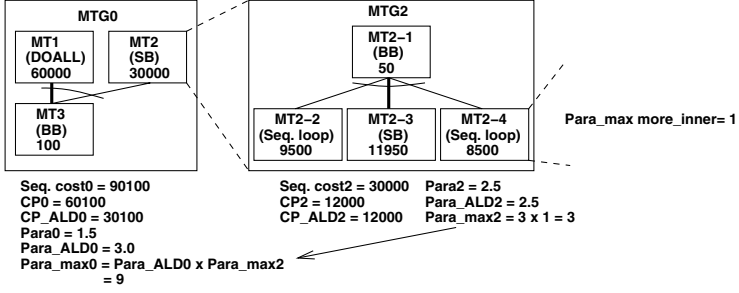 MTG0
MT1
(DOALL)
60000
MT2
(SB)
30000
MT3
(BB)
100
MTG2
MT2−1
(BB)
50
MT2−2
(Seq. loop)
9500
MT2−3
(SB)
11950
MT2−4
(Seq. loop)
8500
Para_max more_inner= 1
Seq. cost0 = 90100
CP0 = 60100
CP_ALD0 = 30100
Para0 = 1.5
Para_ALD0 = 3.0
Para_max0 = Para_ALD0 x Para_max2
= 9
Seq. cost2 = 30000
CP2 = 12000
CP_ALD2 = 12000
Para2 = 2.5
Para_ALD2 = 2.5
Para_max2 = 3 x 1 = 3